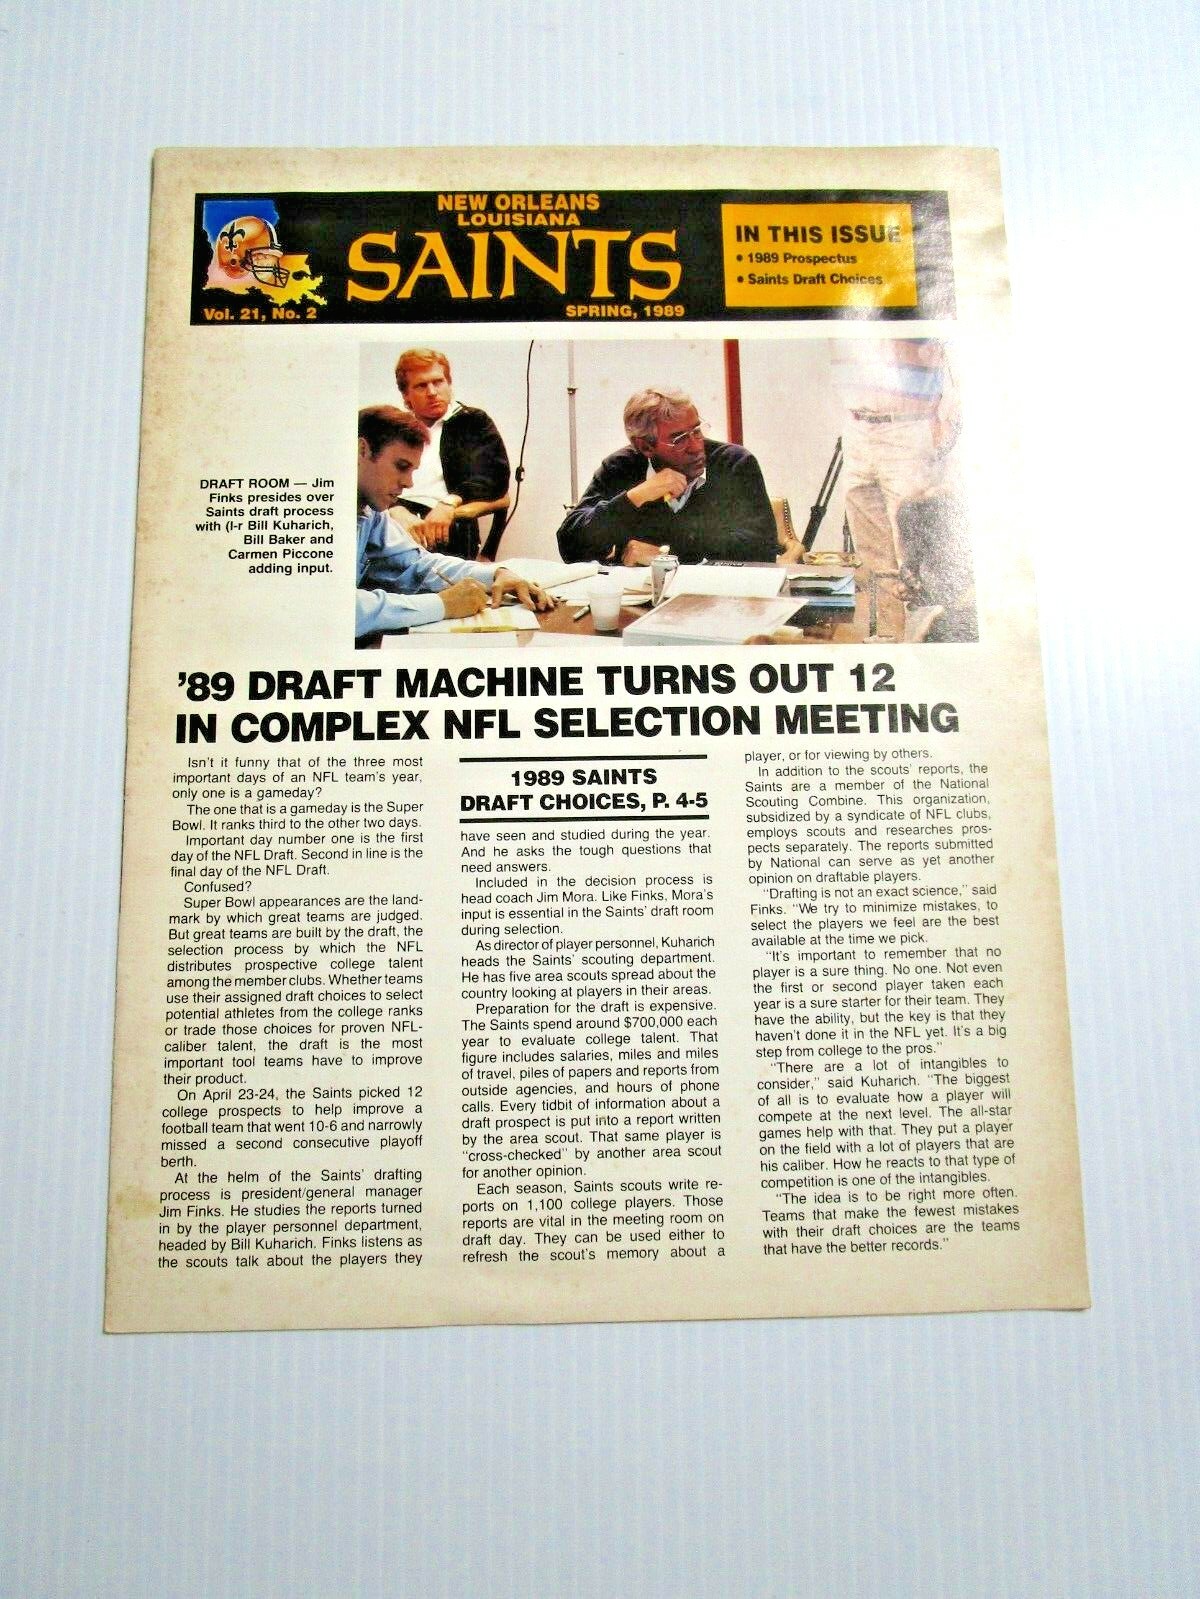 NEW ORLEANS
LOUISIANA
SAINTS
Vol. 21, No. 2
SPRING, 1989
IN THIS ISSUE
• 1989 Prospectus
• Saints Draft Choices
DRAFT ROOM — Jim
Finks presides over
Saints draft process
with (l-r Bill Kuharich,
Bill Baker and
Carmen Piccone
adding input.
'89 DRAFT MACHINE TURNS OUT 12
IN COMPLEX NFL SELECTION MEETING
Isn't it funny that of the three most
important days of an NFL team's year,
only one is a gameday?
The one that is a gameday is the Super
Bowl. It ranks third to the other two days.
Important day number one is the first
day of the NFL Draft. Second in line is the
final day of the NFL Draft.
Confused?
Super Bowl appearances are the land-
mark by which great teams are judged.
But great teams are built by the draft, the
selection process by which the NFL
distributes prospective college talent
among the member clubs. Whether teams
use their assigned draft choices to select
potential athletes from the college ranks
or trade those choices for proven NFL-
caliber talent, the draft is the most
important tool teams have to improve
their product.
On April 23-24, the Saints picked 12
college prospects to help improve a
football team that went 10-6 and narrowly
missed a second consecutive playoff
berth.
At the helm of the Saints' drafting
process is president/general manager
Jim Finks. He studies the reports turned
in by the player personnel department,
headed by Bill Kuharich. Finks listens as
the scouts talk about the players they
1989 SAINTS
DRAFT CHOICES, P. 4-5
have seen and studied during the year.
And he asks the tough questions that
need answers.
Included in the decision process is
head coach Jim Mora. Like Finks, Mora's
input is essential in the Saints' draft room
during selection.
As director of player personnel, Kuharich
heads the Saints' scouting department.
He has five area scouts spread about the
country looking at players in their areas.
Preparation for the draft is expensive.
The Saints spend around $700,000 each
year to evaluate college talent. That
figure includes salaries, miles and miles
of travel, piles of papers and reports from
outside agencies, and hours of phone
calls. Every tidbit of information about a
draft prospect is put into a report written
by the area scout. That same player is
"cross-checked" by another area scout
for another opinion.
Each season, Saints scouts write re-
ports on 1,100 college players. Those
reports are vital in the meeting room on
draft day. They can be used either to
refresh the scout's memory about a
player, or for viewing by others.
In addition to the scouts' reports, the
Saints are a member of the National
Scouting Combine. This organization,
subsidized by a syndicate of NFL clubs,
employs scouts and researches pros-
pects separately. The reports submitted
by National can serve as yet another
opinion on draftable players.
"Drafting is not an exact science," said
Finks. "We try to minimize mistakes, to
select the players we feel are the best
available at the time we pick.
"It's important to remember that no
player is a sure thing. No one. Not even
the first or second player taken each
year is a sure starter for their team. They
have the ability, but the key is that they
haven't done it in the NFL yet. It's a big
step from college to the pros."
"There are a lot of intangibles to
consider," said Kuharich. "The biggest
of all is to evaluate how a player will
compete at the next level. The all-star
games help with that. They put a player
on the field with a lot of players that are
his caliber. How he reacts to that type of
competition is one of the intangibles.
"The idea is to be right more often.
Teams that make the fewest mistakes
with their draft choices are the teams
that have the better records."